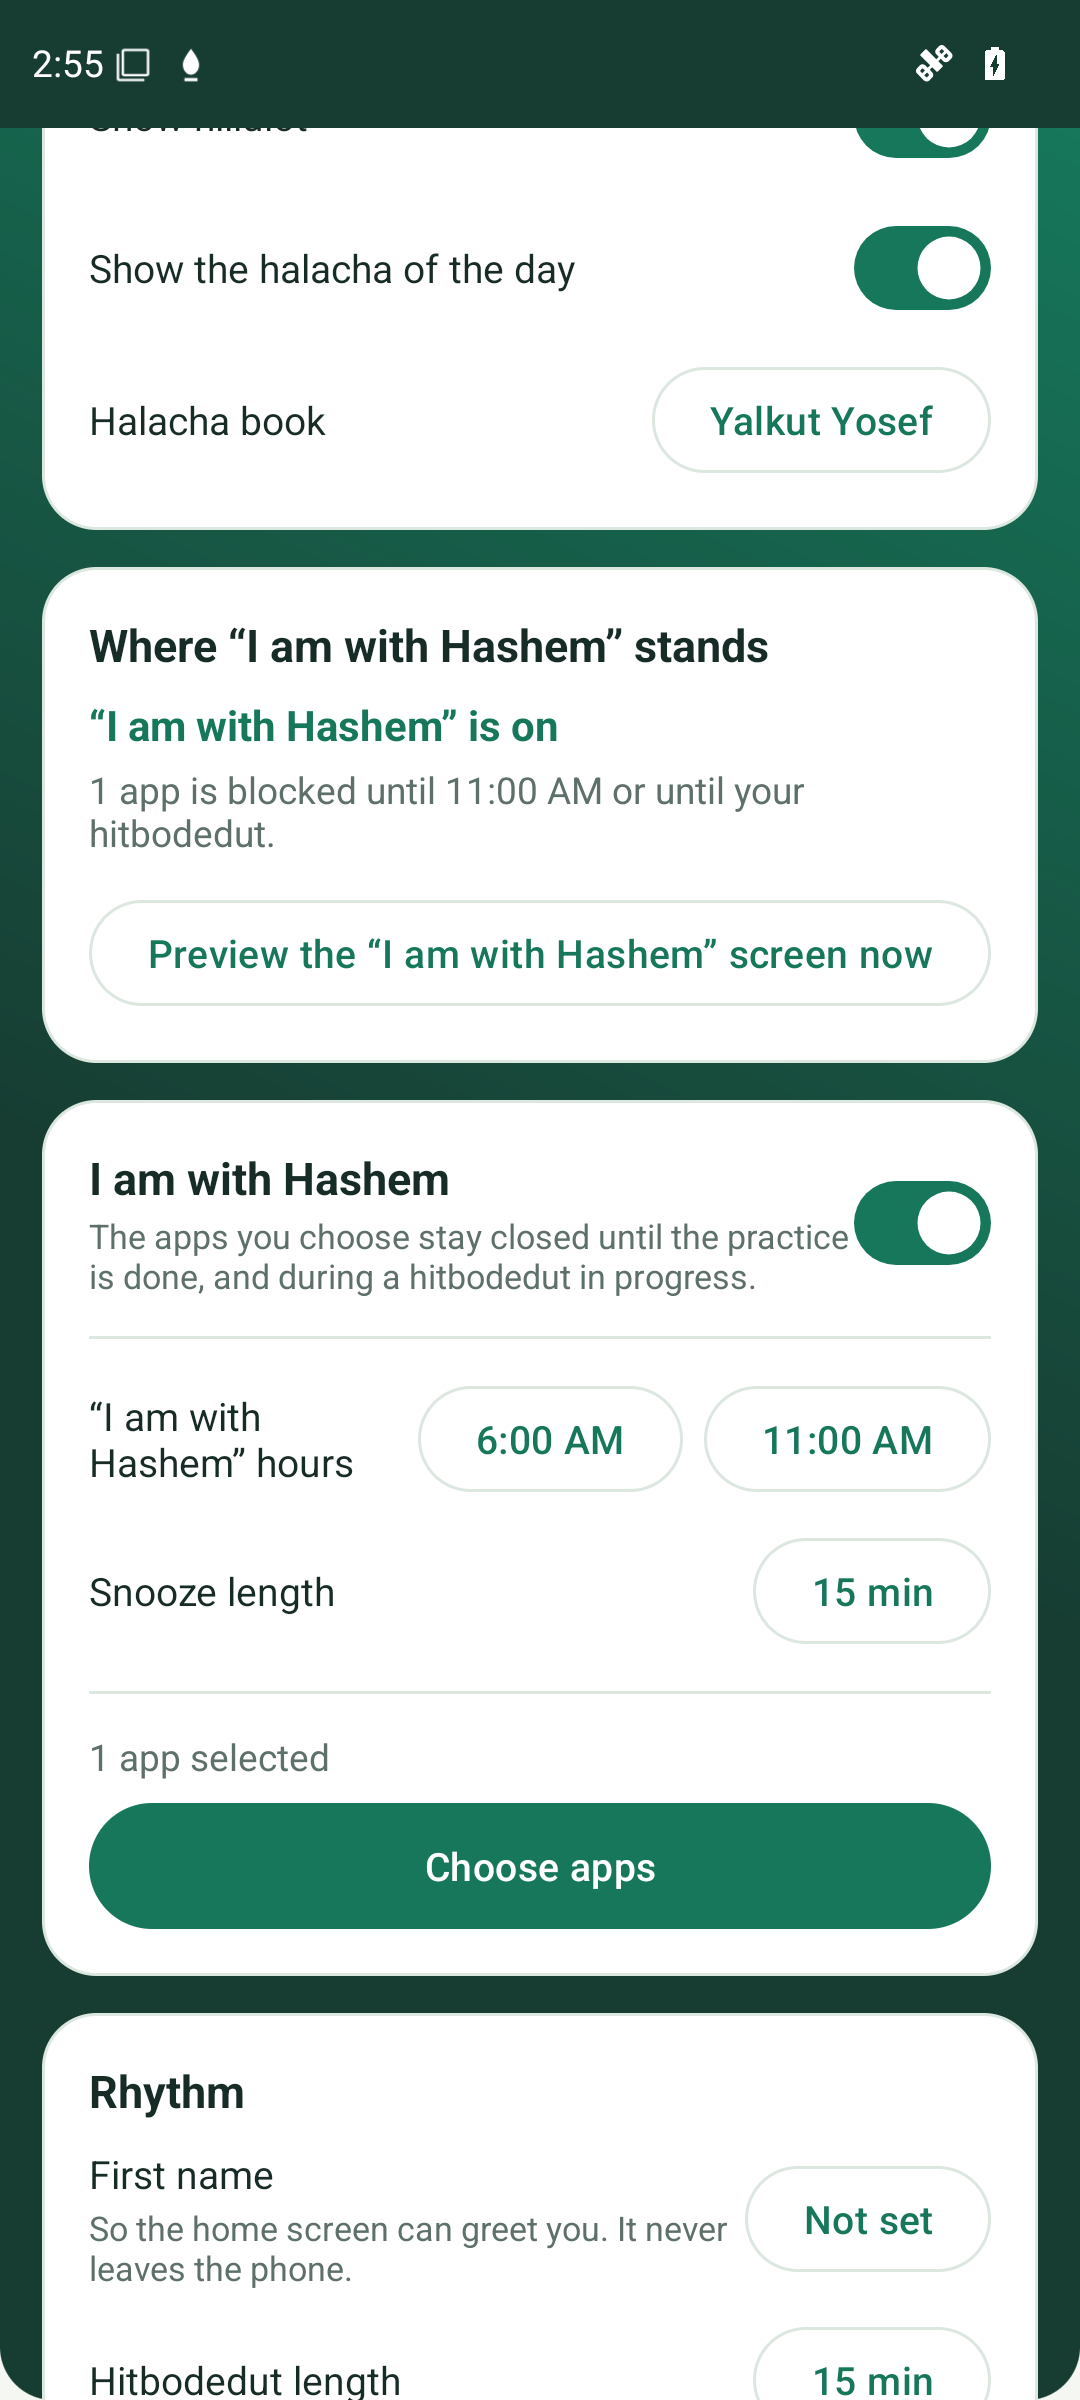 2:55
Show the halacha of the day
Halacha book
Yalkut Yosef
Where “I am with Hashem” stands
“I am with Hashem” is on
1 app is blocked until 11:00 AM or until your
hitbodedut.
Preview the “I am with Hashem” screen now
I am with Hashem
The apps you choose stay closed until the practice
is done, and during a hitbodedut in progress.
“I am with
Hashem” hours
6:00 AM
11:00 AM
Snooze length
15 min
1 app selected
Choose apps
Rhythm
First name
So the home screen can greet you. It never
leaves the phone.
Not set
Hitbodedut length
15 min